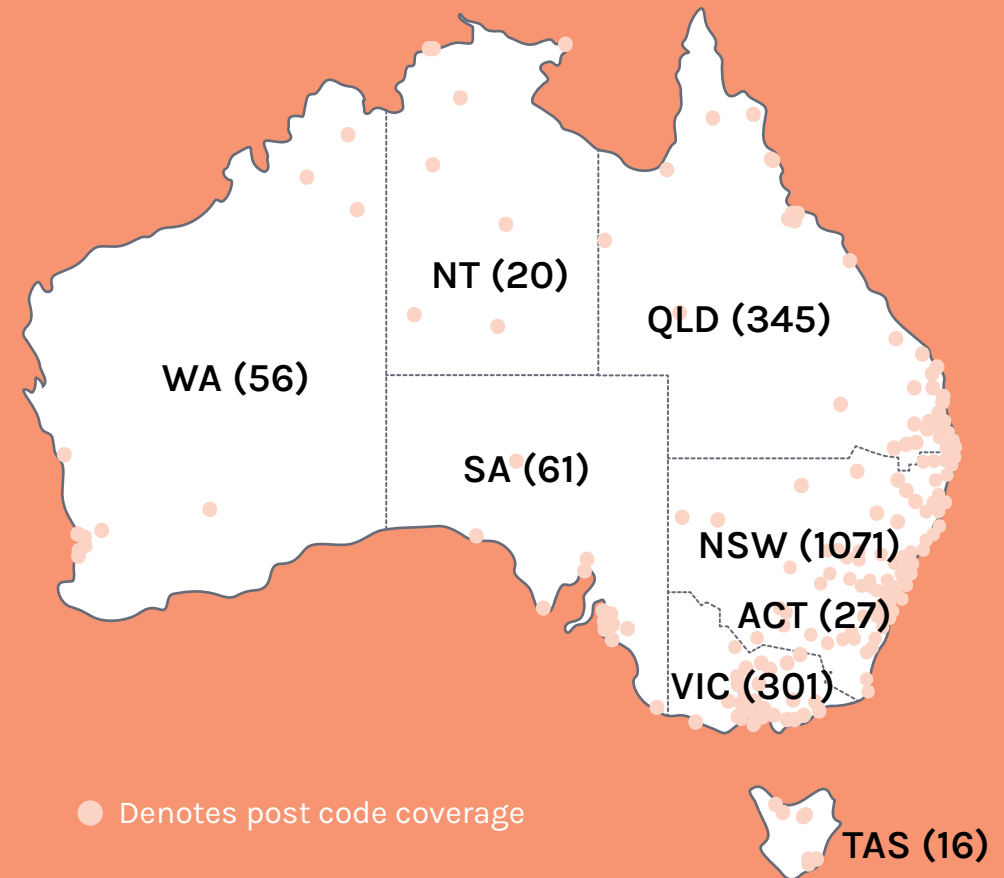 NT (20)
QLD (345)
WA (56)
SA (61)
NSW (1071)
ACT (27)
VIC (301)
Denotes post code coverage
TAS (16)